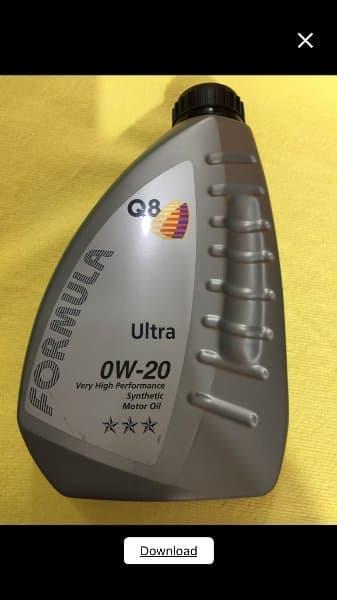 Q8
FORMULA
Ultra
0W-20
Very High Performance
Synthetic
Motor Oil
Download